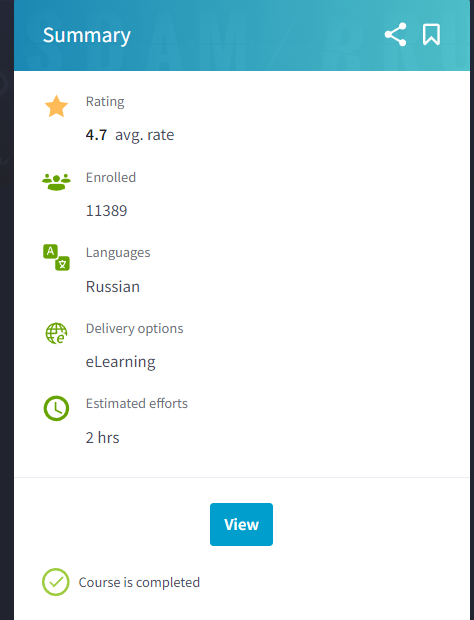 Summary
Rating
4.7 avg. rate
Enrolled
11389
Languages
Russian
Delivery options
eLearning
Estimated efforts
2 hrs
View
Course is completed